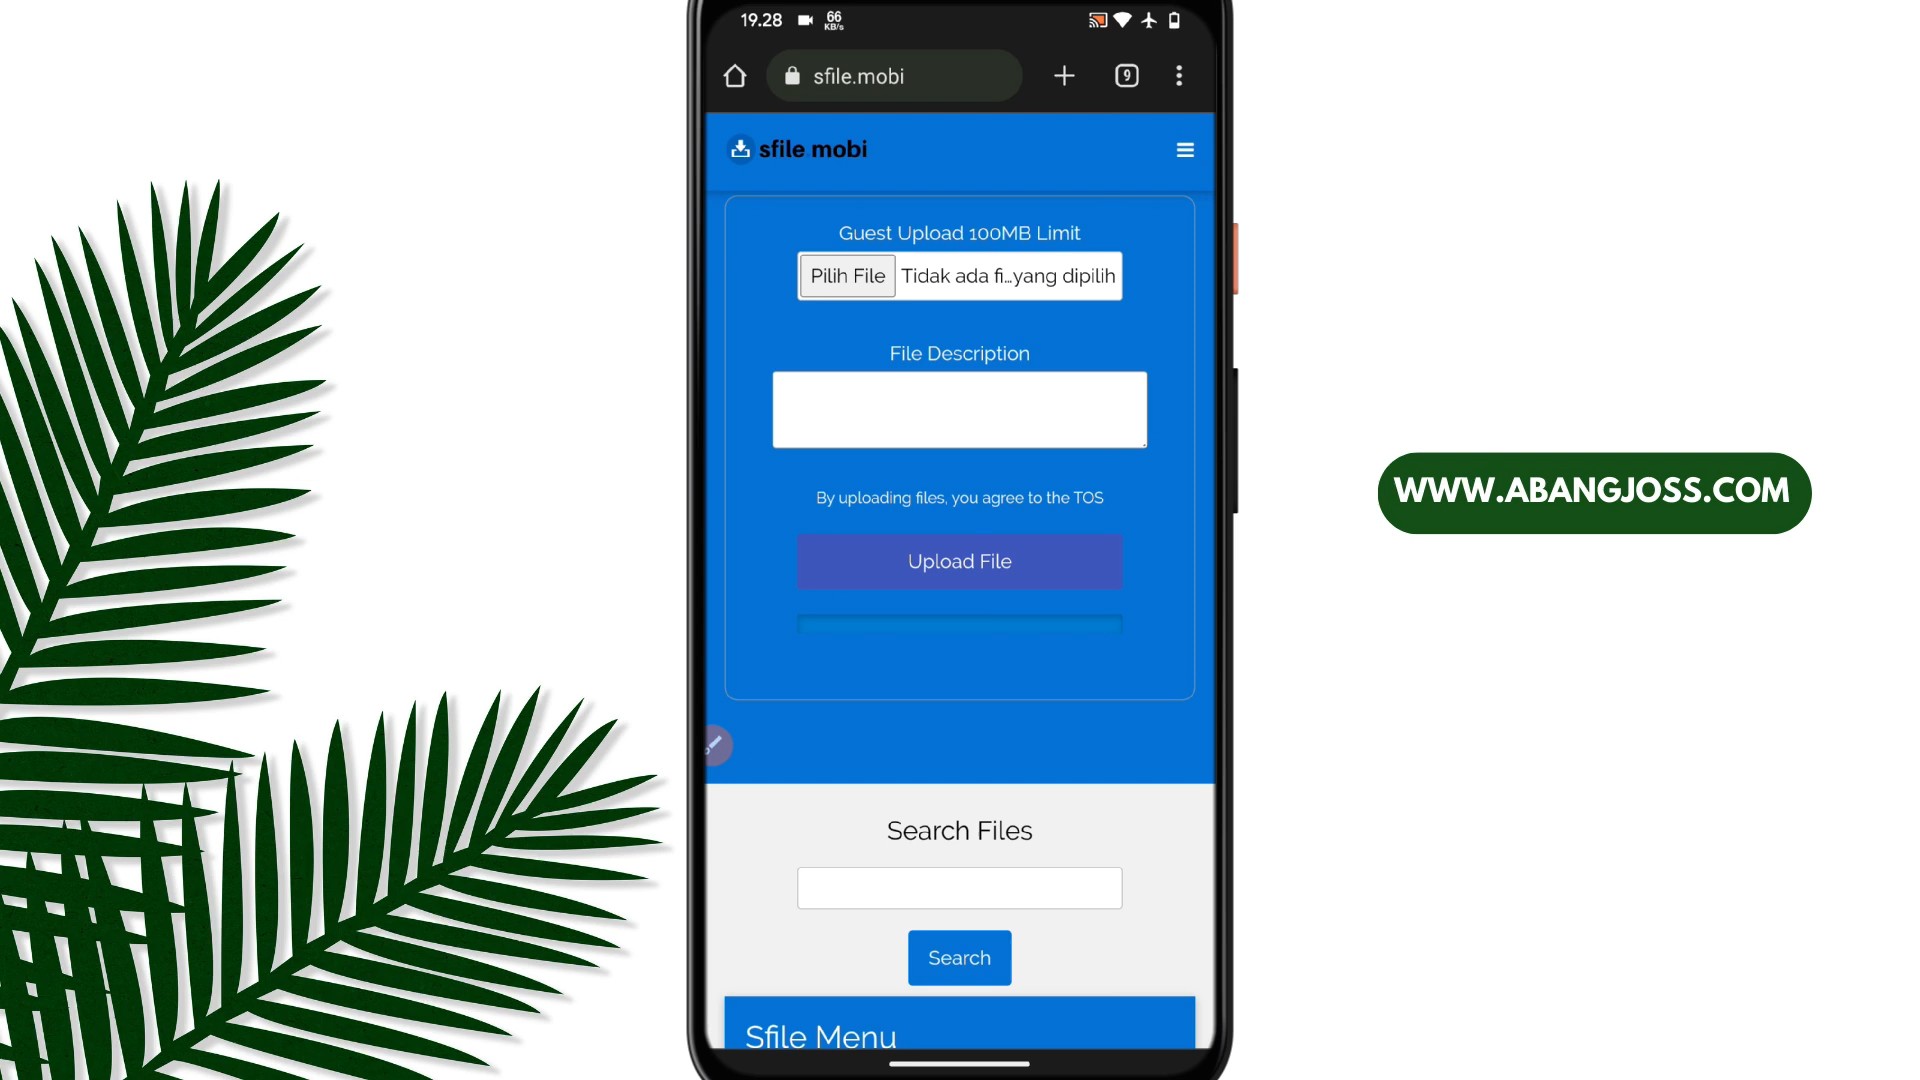 19.28
66
KB/s
sfile.mobi
9
sfile mobi
Guest Upload 100MB Limit
Pilih File Tidak ada fi...yang dipilih
File Description
By uploading files, you agree to the TOS
Upload File
WWW.ABANGJOSS.COM
Search Files
Search
Sfile Menu